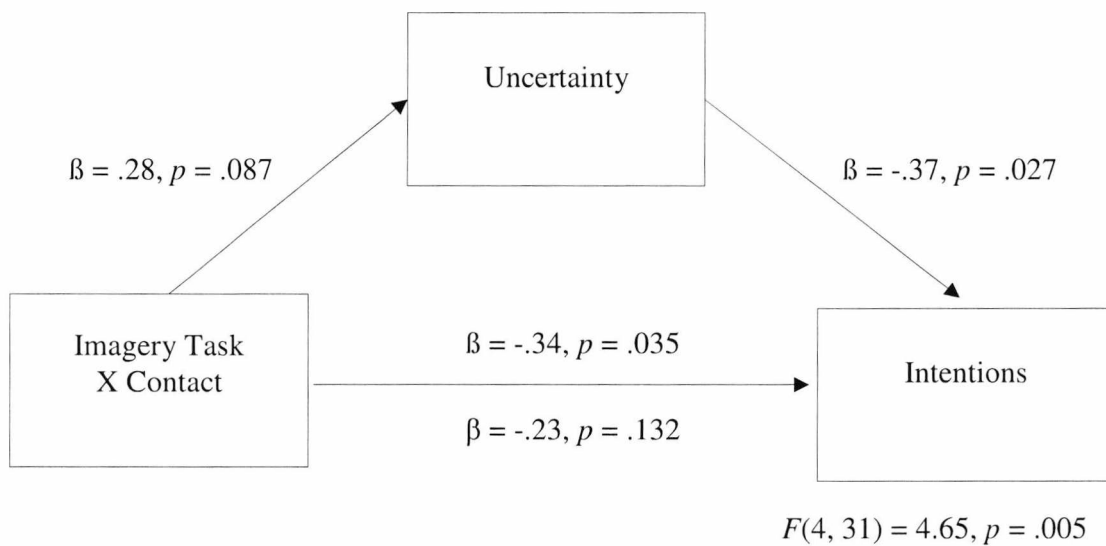 Uncertainty
ß = .28, p = .087
ß = -.37, p = .027
Imagery Task
X Contact
ß = -.34, p = .035
Intentions
β = -.23, p = .132
F(4, 31) = 4.65, p = .005